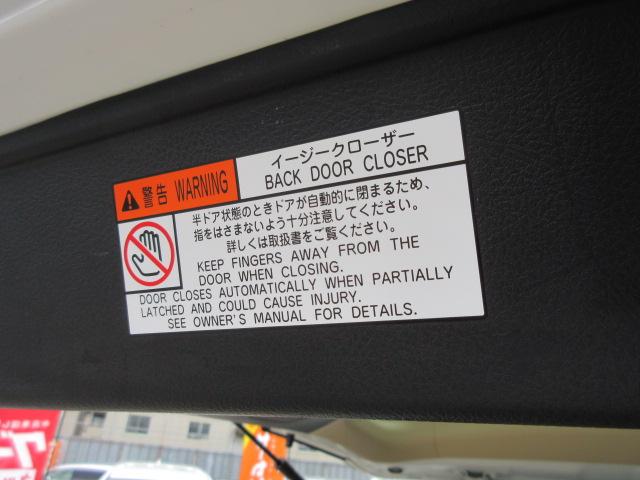 警告 WARNING
イージークローザー
BACK DOOR CLOSER
半ドア状態のときドアが自動的に閉まるため、
指をはさまないよう十分注意してください。
詳しくは取扱書をご覧ください。
KEEP FINGERS AWAY FROM THE
DOOR WHEN CLOSING.
DOOR CLOSES AUTOMATICALLY WHEN PARTIALLY
LATCHED AND COULD CAUSE INJURY.
SEE OWNER'S MANUAL FOR DETAILS.